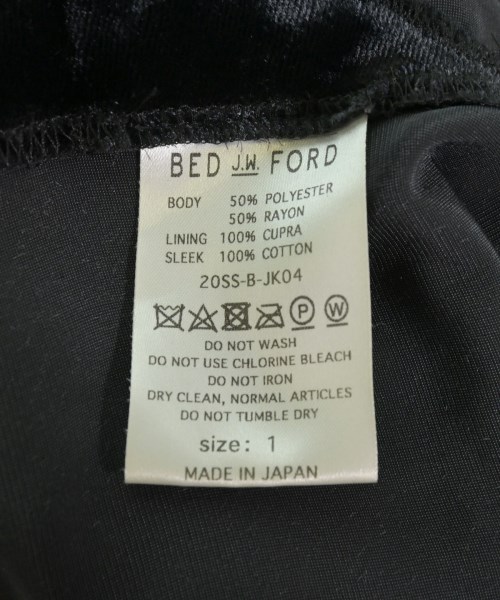 BED J.W. FORD
BODY 50% POLYESTER
50% RAYON
LINING 100% CUPRA
SLEEK 100% COTTON
20SS-B-JK04
P W
DO NOT WASH
DO NOT USE CHLORINE BLEACH
DO NOT IRON
DRY CLEAN, NORMAL ARTICLES
DO NOT TUMBLE DRY
size: 1
MADE IN JAPAN